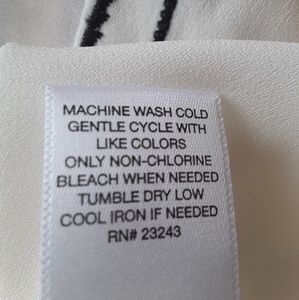 MACHINE WASH COLD
GENTLE CYCLE WITH
LIKE COLORS
ONLY NON-CHLORINE
BLEACH WHEN NEEDED
TUMBLE DRY LOW
COOL IRON IF NEEDED
RN# 23243